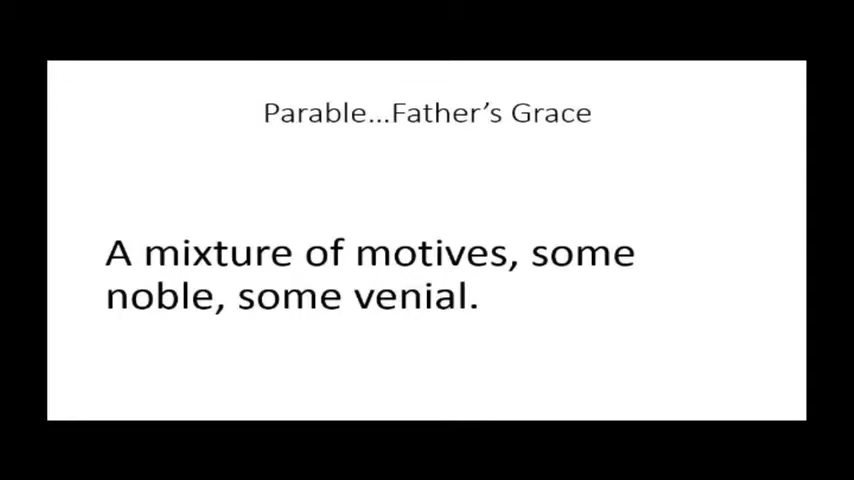 Parable...Father’s Grace
A mixture of motives, some
noble, some venial.